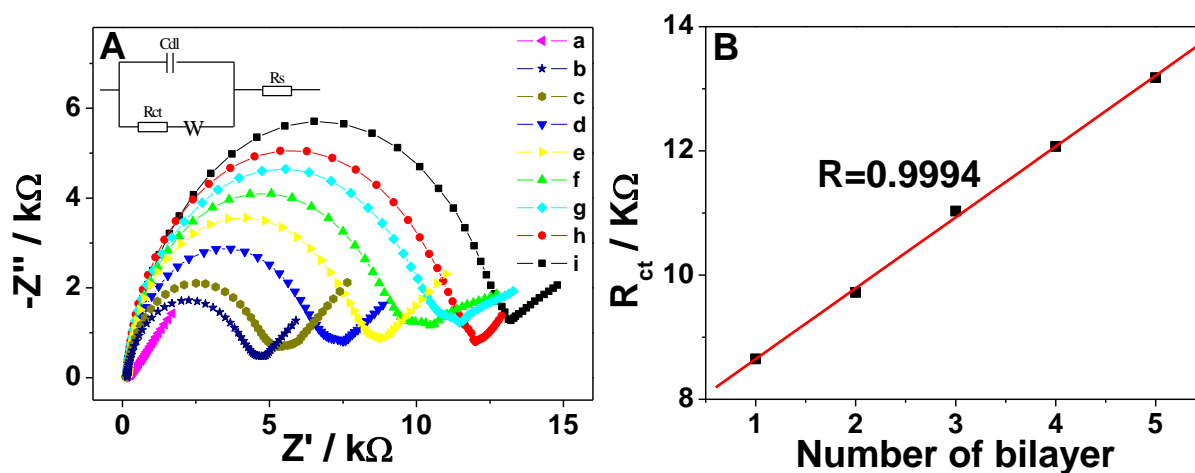 A
Cdl
Rs
Rct
W
a
b
c
d
e
f
g
h
i
6
4
2
0
0 5 10 15
-Z" / kΩ
Z' / kΩ
B
R=0.9994
14
12
10
8
1 2 3 4 5
R_ct / KΩ
Number of bilayer